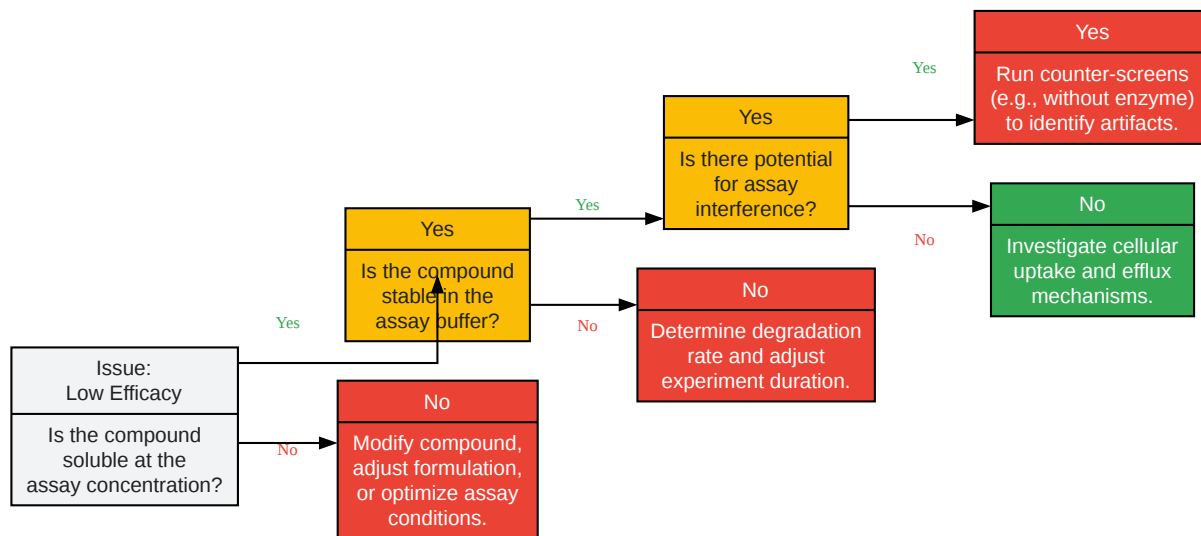 Issue:
Low Efficacy
Is the compound
soluble at the
assay concentration?
Yes
No
Yes
Is the compound
stable in the
assay buffer?
No
Modify compound,
adjust formulation,
or optimize assay
conditions.
Yes
No
Yes
Is there potential
for assay
interference?
No
Determine degradation
rate and adjust
experiment duration.
Yes
No
Yes
Run counter-screens
(e.g., without enzyme)
to identify artifacts.
No
Investigate cellular
uptake and efflux
mechanisms.